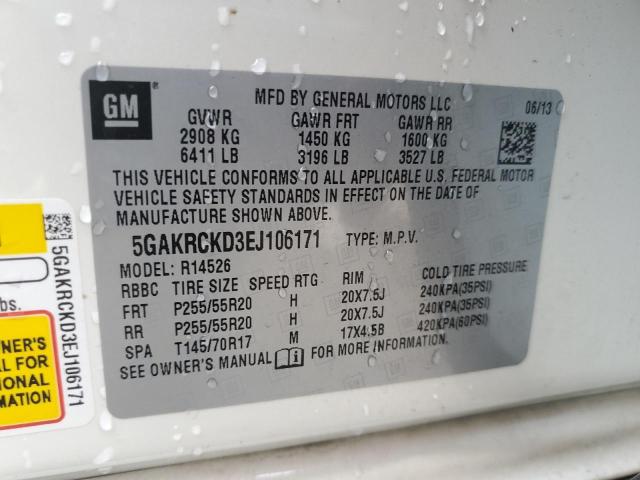 GM
MFD BY GENERAL MOTORS LLC
06/13
GVWR GAWR FRT GAWR RR
2908 KG 1450 KG 1600 KG
6411 LB 3196 LB 3527 LB
THIS VEHICLE CONFORMS TO ALL APPLICABLE U.S. FEDERAL MOTOR
VEHICLE SAFETY STANDARDS IN EFFECT ON THE DATE OF
MANUFACTURE SHOWN ABOVE.
5GAKRCKD3EJ106171 TYPE: M.P.V.
MODEL: R14526
RBBC TIRE SIZE SPEED RTG RIM COLD TIRE PRESSURE
FRT P255/55R20 H 20X7.5J 240KPA(35PSI)
RR P255/55R20 H 20X7.5J 240KPA(35PSI)
SPA T145/70R17 M 17X4.5B 420KPA(60PSI)
SEE OWNER'S MANUAL FOR MORE INFORMATION.
lbs.
WNER'S
AL FOR
TIONAL
MATION
5GAKRCKD3EJ106171